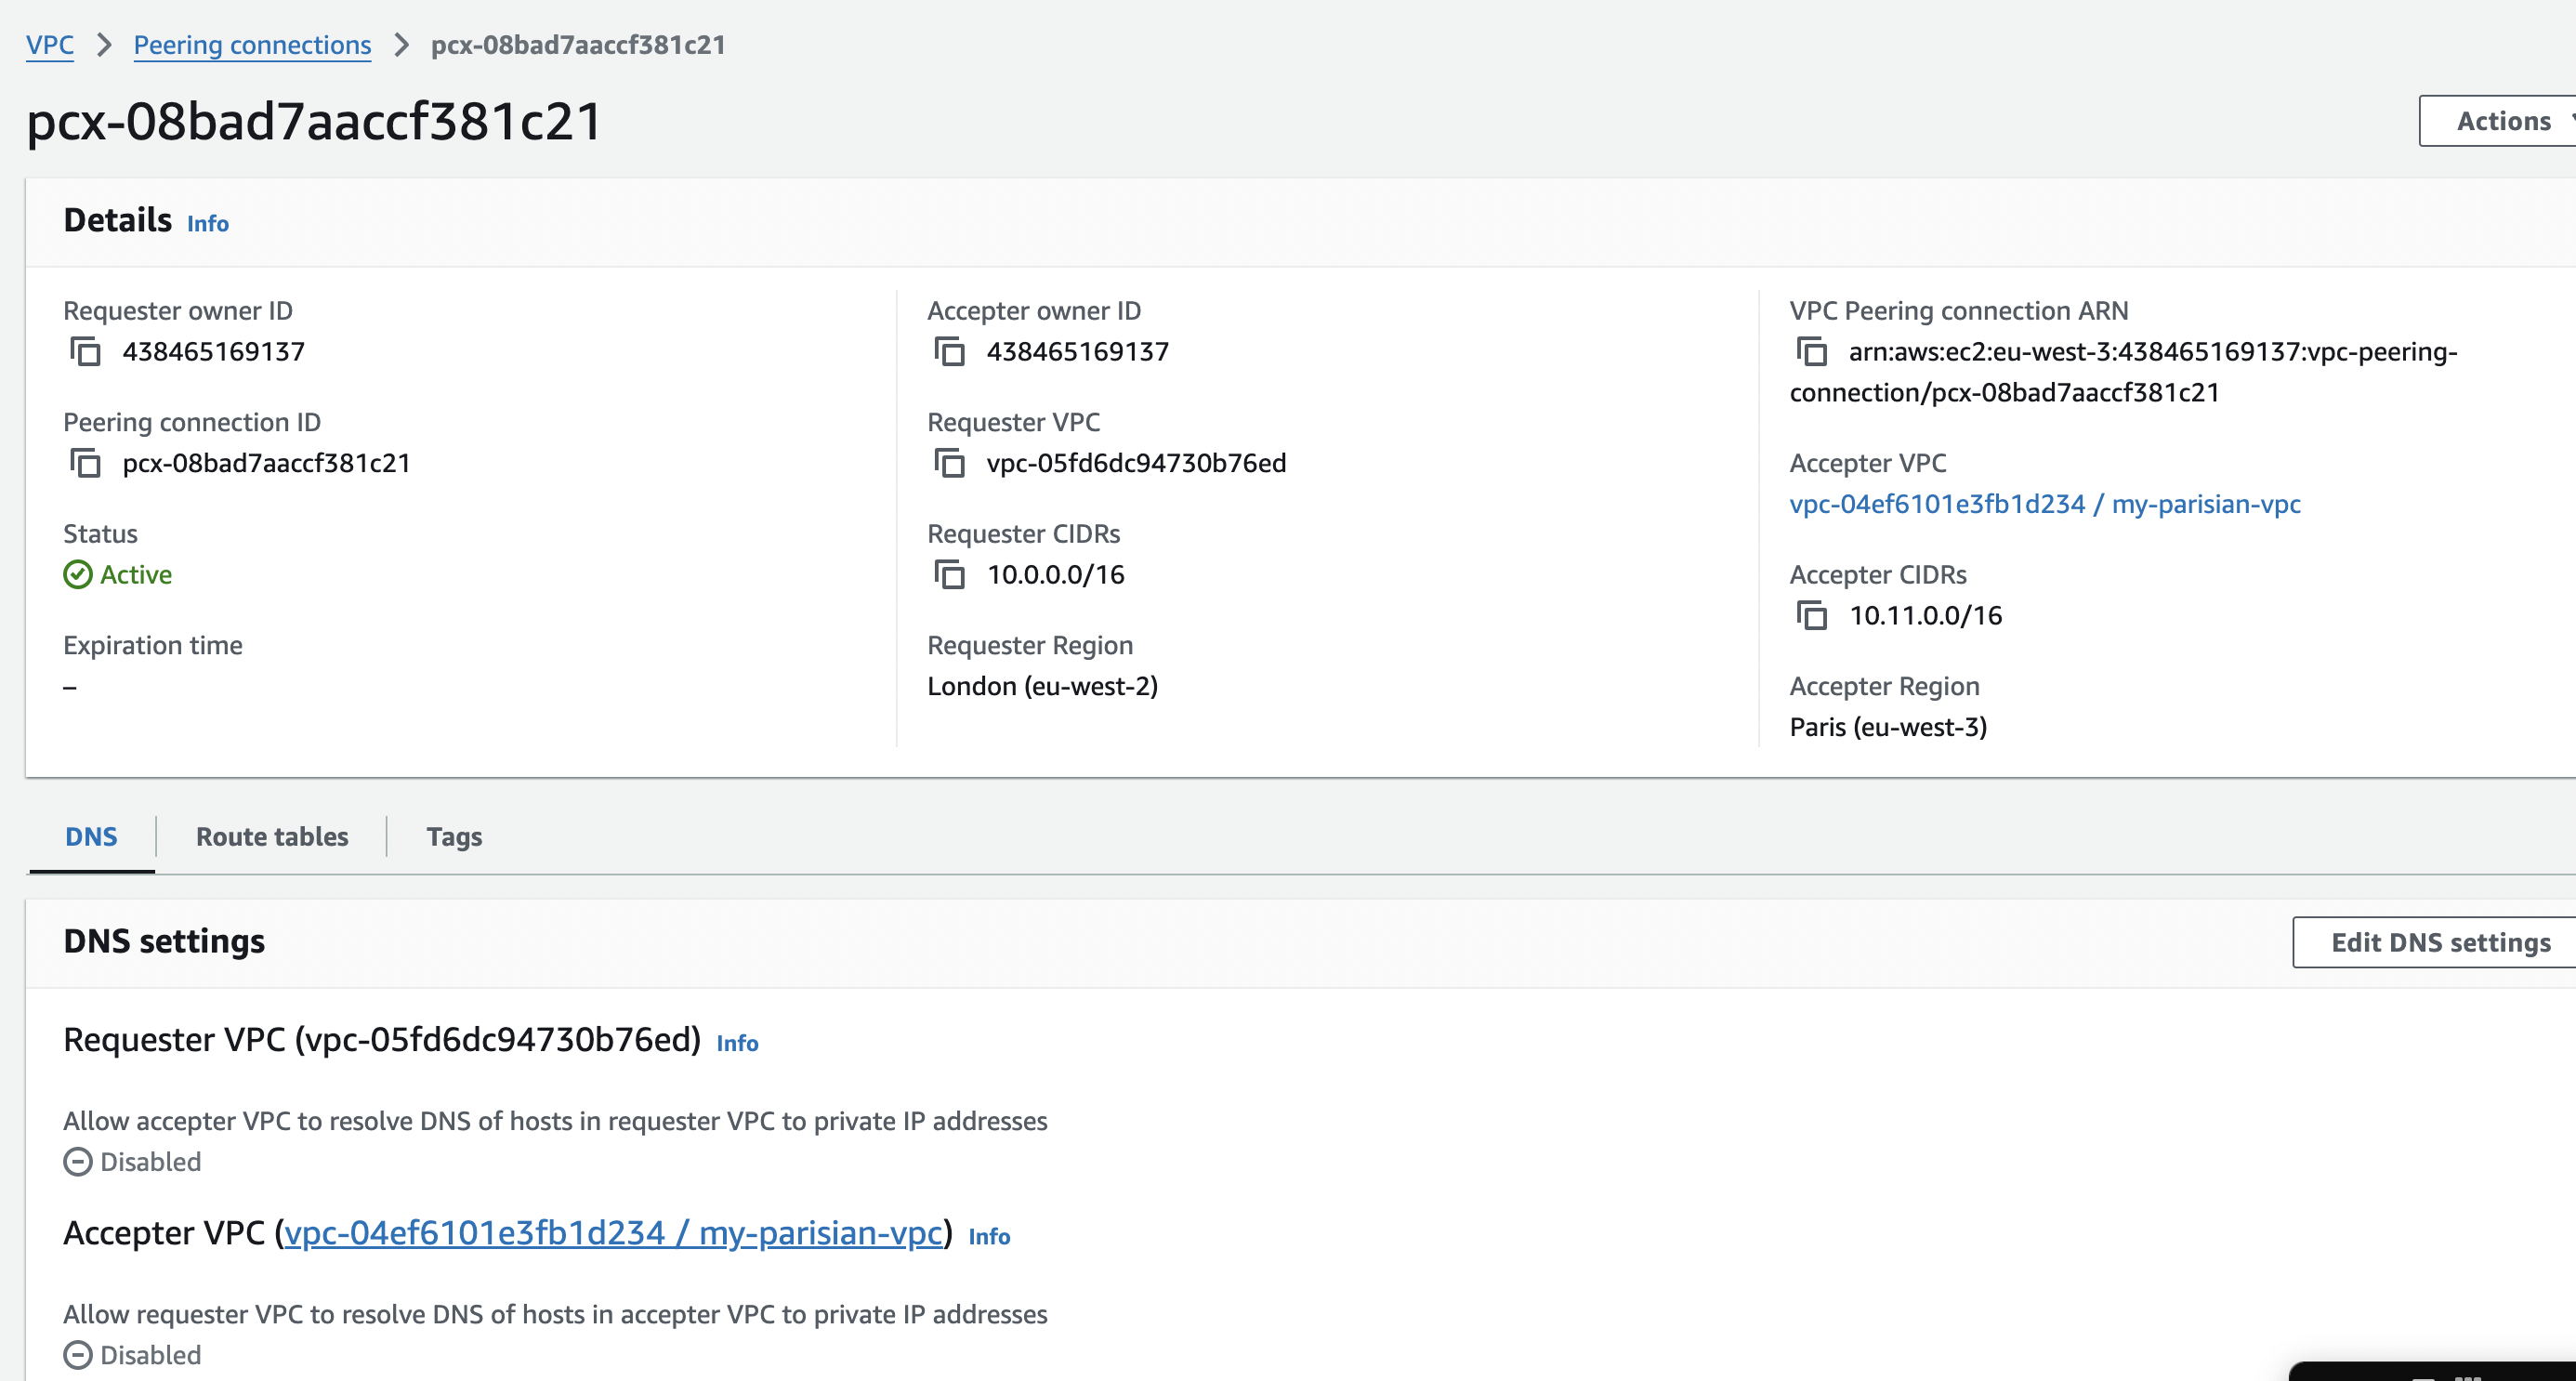 VPC > Peering connections > pcx-08bad7aaccf381c21
pcx-08bad7aaccf381c21
Actions
Details Info
Requester owner ID
438465169137
Peering connection ID
pcx-08bad7aaccf381c21
Status
Active
Expiration time
–
Accepter owner ID
438465169137
Requester VPC
vpc-05fd6dc94730b76ed
Requester CIDRs
10.0.0.0/16
Requester Region
London (eu-west-2)
VPC Peering connection ARN
arn:aws:ec2:eu-west-3:438465169137:vpc-peering-
connection/pcx-08bad7aaccf381c21
Accepter VPC
vpc-04ef6101e3fb1d234 / my-parisian-vpc
Accepter CIDRs
10.11.0.0/16
Accepter Region
Paris (eu-west-3)
DNS
Route tables
Tags
DNS settings
Edit DNS settings
Requester VPC (vpc-05fd6dc94730b76ed) Info
Allow accepter VPC to resolve DNS of hosts in requester VPC to private IP addresses
Disabled
Accepter VPC (vpc-04ef6101e3fb1d234 / my-parisian-vpc) Info
Allow requester VPC to resolve DNS of hosts in accepter VPC to private IP addresses
Disabled